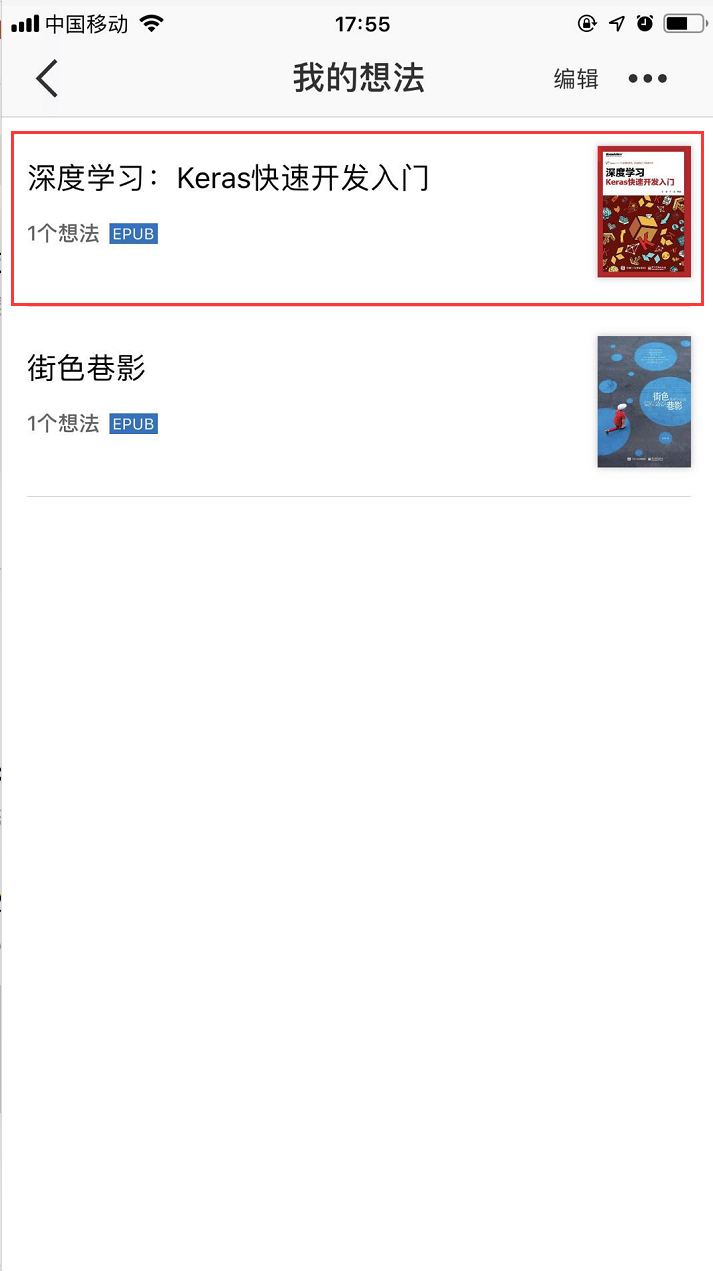 中国移动
17:55
我的想法
编辑
深度学习：Keras快速开发入门
1个想法 EPUB
深度学习
Keras快速开发入门
街色巷影
1个想法 EPUB
街色
巷影